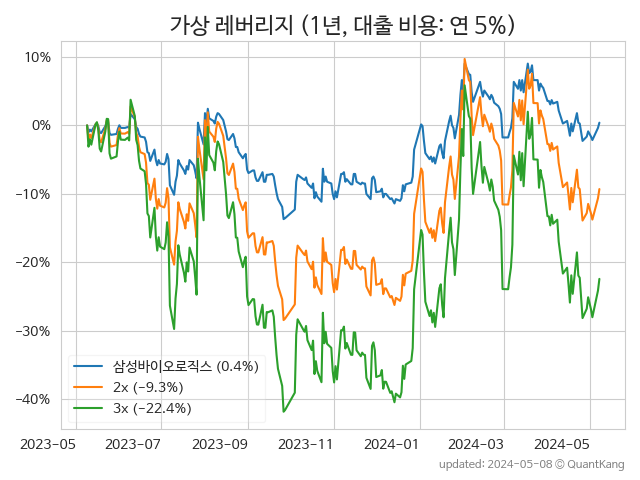 가상 레버리지 (1년, 대출 비용: 연 5%)
10%
0%
−10%
−20%
−30%
−40%
삼성바이오로직스 (0.4%)
2x (−9.3%)
3x (−22.4%)
2023-05 2023-07 2023-09 2023-11 2024-01 2024-03 2024-05
updated: 2024-05-08 © QuantKang